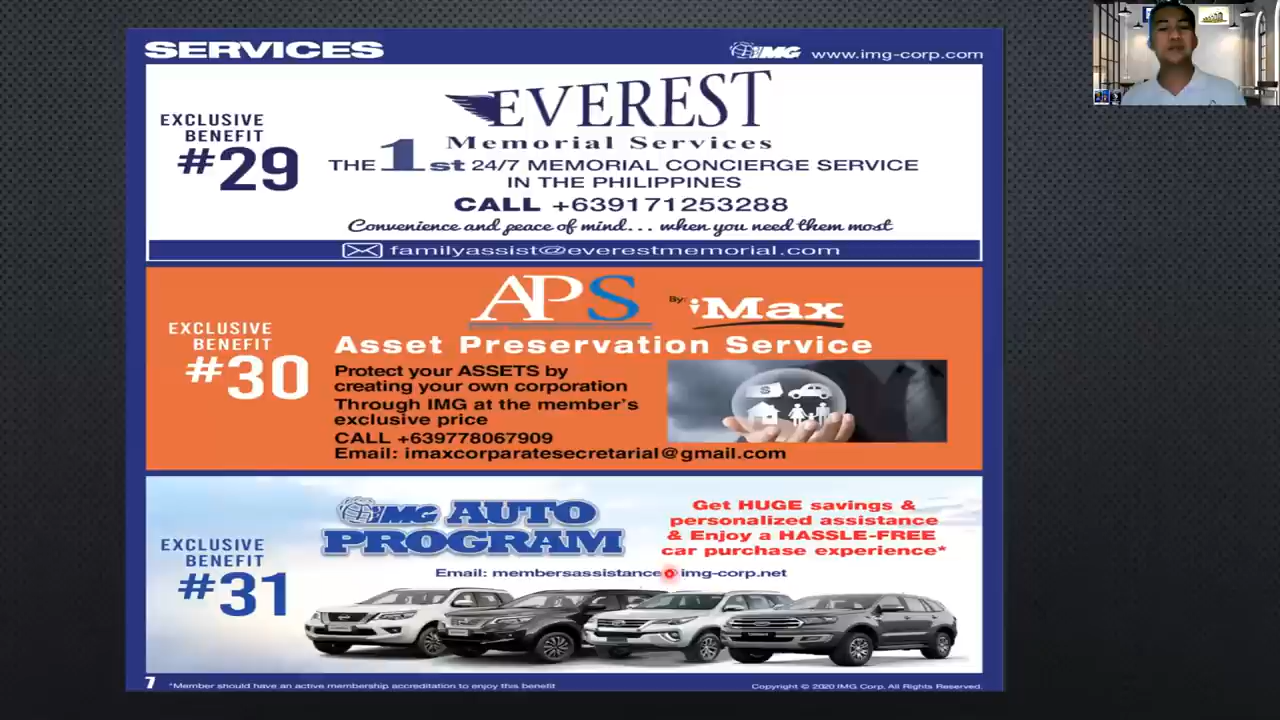 SERVICES
IMG www.img-corp.com
EXCLUSIVE
BENEFIT
#29
EVEREST
Memorial Services
THE 1st 24/7 MEMORIAL CONCIERGE SERVICE
IN THE PHILIPPINES
CALL +639171253288
Convenience and peace of mind... when you need them most
familyassist@everestmemorial.com
EXCLUSIVE
BENEFIT
#30
APS By: iMax
Asset Preservation Service
Protect your ASSETS by
creating your own corporation
Through IMG at the member's
exclusive price
CALL +639778067909
Email: imaxcorparatesecretarial@gmail.com
EXCLUSIVE
BENEFIT
#31
IMG AUTO
PROGRAM
Get HUGE savings &
personalized assistance
& Enjoy a HASSLE-FREE
car purchase experience*
Email: membersassistance@img-corp.net
7 *Member should have an active membership accreditation to enjoy this benefit
Copyright © 2020 IMG Corp. All Rights Reserved.